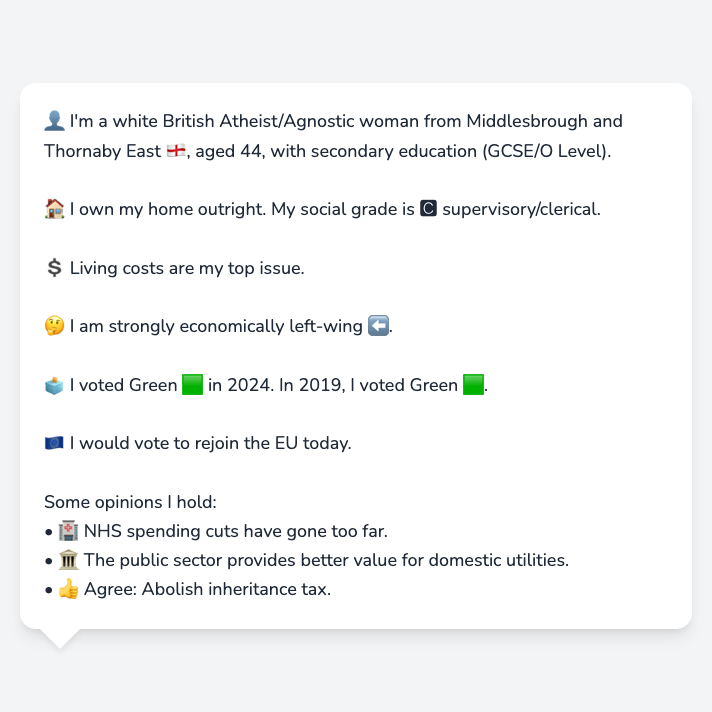 👤 I'm a white British Atheist/Agnostic woman from Middlesbrough and
Thornaby East 🏴󠁧󠁢󠁥󠁮󠁧󠁿, aged 44, with secondary education (GCSE/O Level).
🏠 I own my home outright. My social grade is 🅲 supervisory/clerical.
💲 Living costs are my top issue.
🤔 I am strongly economically left-wing ⬅️.
🗳️ I voted Green 🟩 in 2024. In 2019, I voted Green 🟩.
🇪🇺 I would vote to rejoin the EU today.
Some opinions I hold:
• 🏥 NHS spending cuts have gone too far.
• 🏛️ The public sector provides better value for domestic utilities.
• 👍 Agree: Abolish inheritance tax.